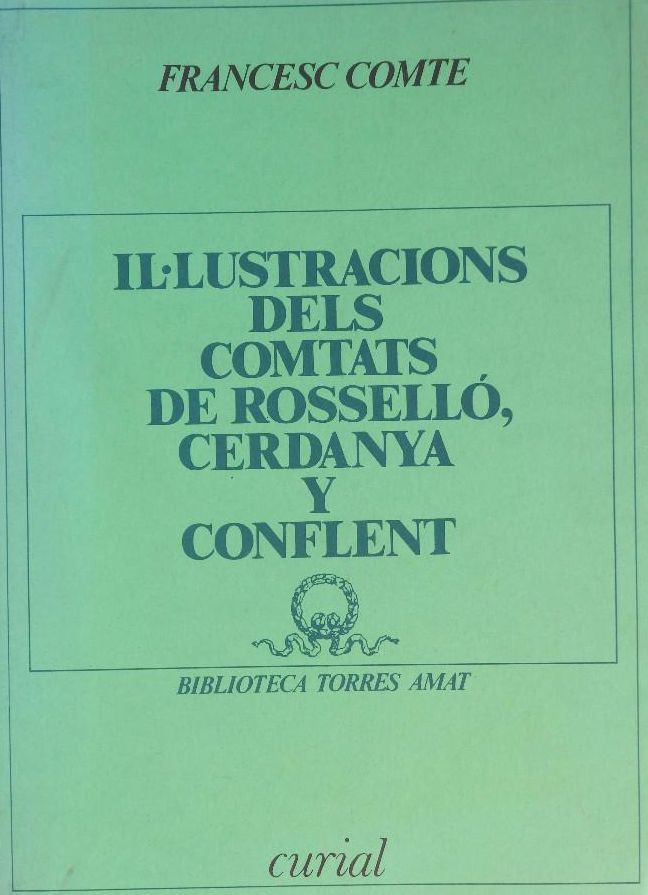 FRANCESC COMTE
IL·LUSTRACIONS
DELS
COMTATS
DE ROSSELLÓ,
CERDANYA
Y
CONFLENT
BIBLIOTECA TORRES AMAT
curial